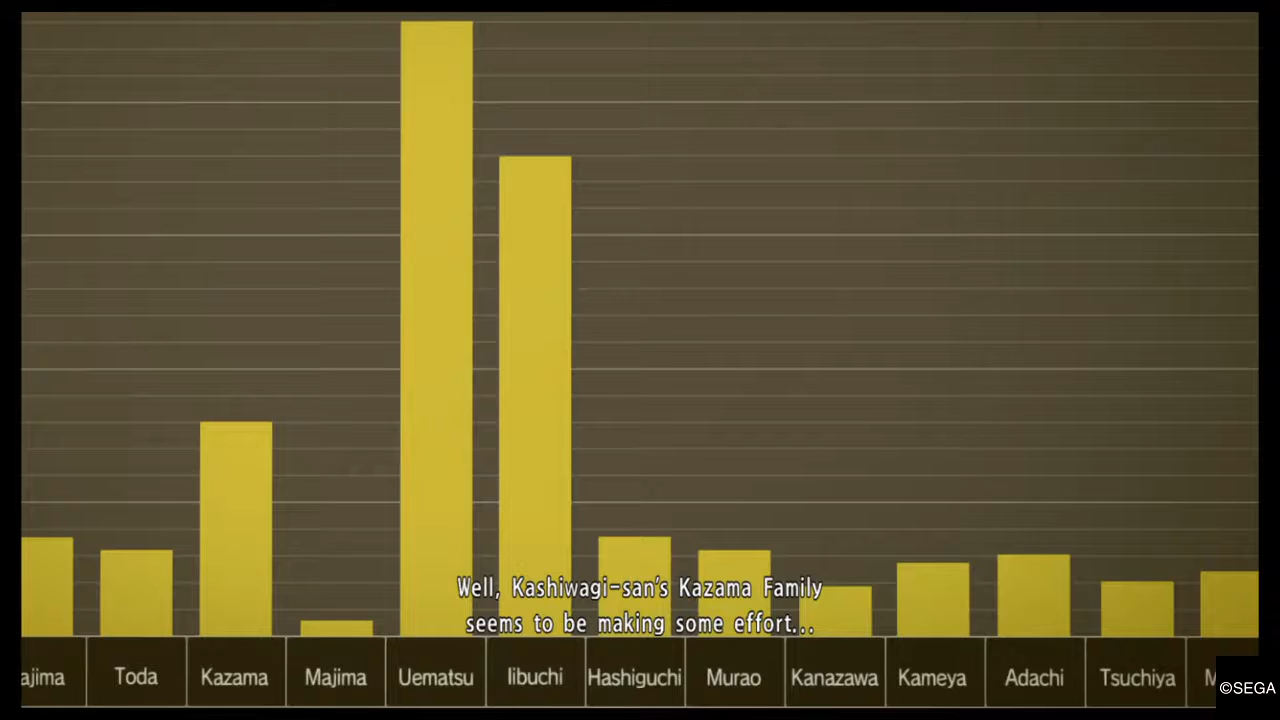 Well, Kashiwagi-san's Kazama Family
seems to be making some effort...
ajima Toda Kazama Majima Uematsu Iibuchi Hashiguchi Murao Kanazawa Kameya Adachi Tsuchiya M
©SEGA